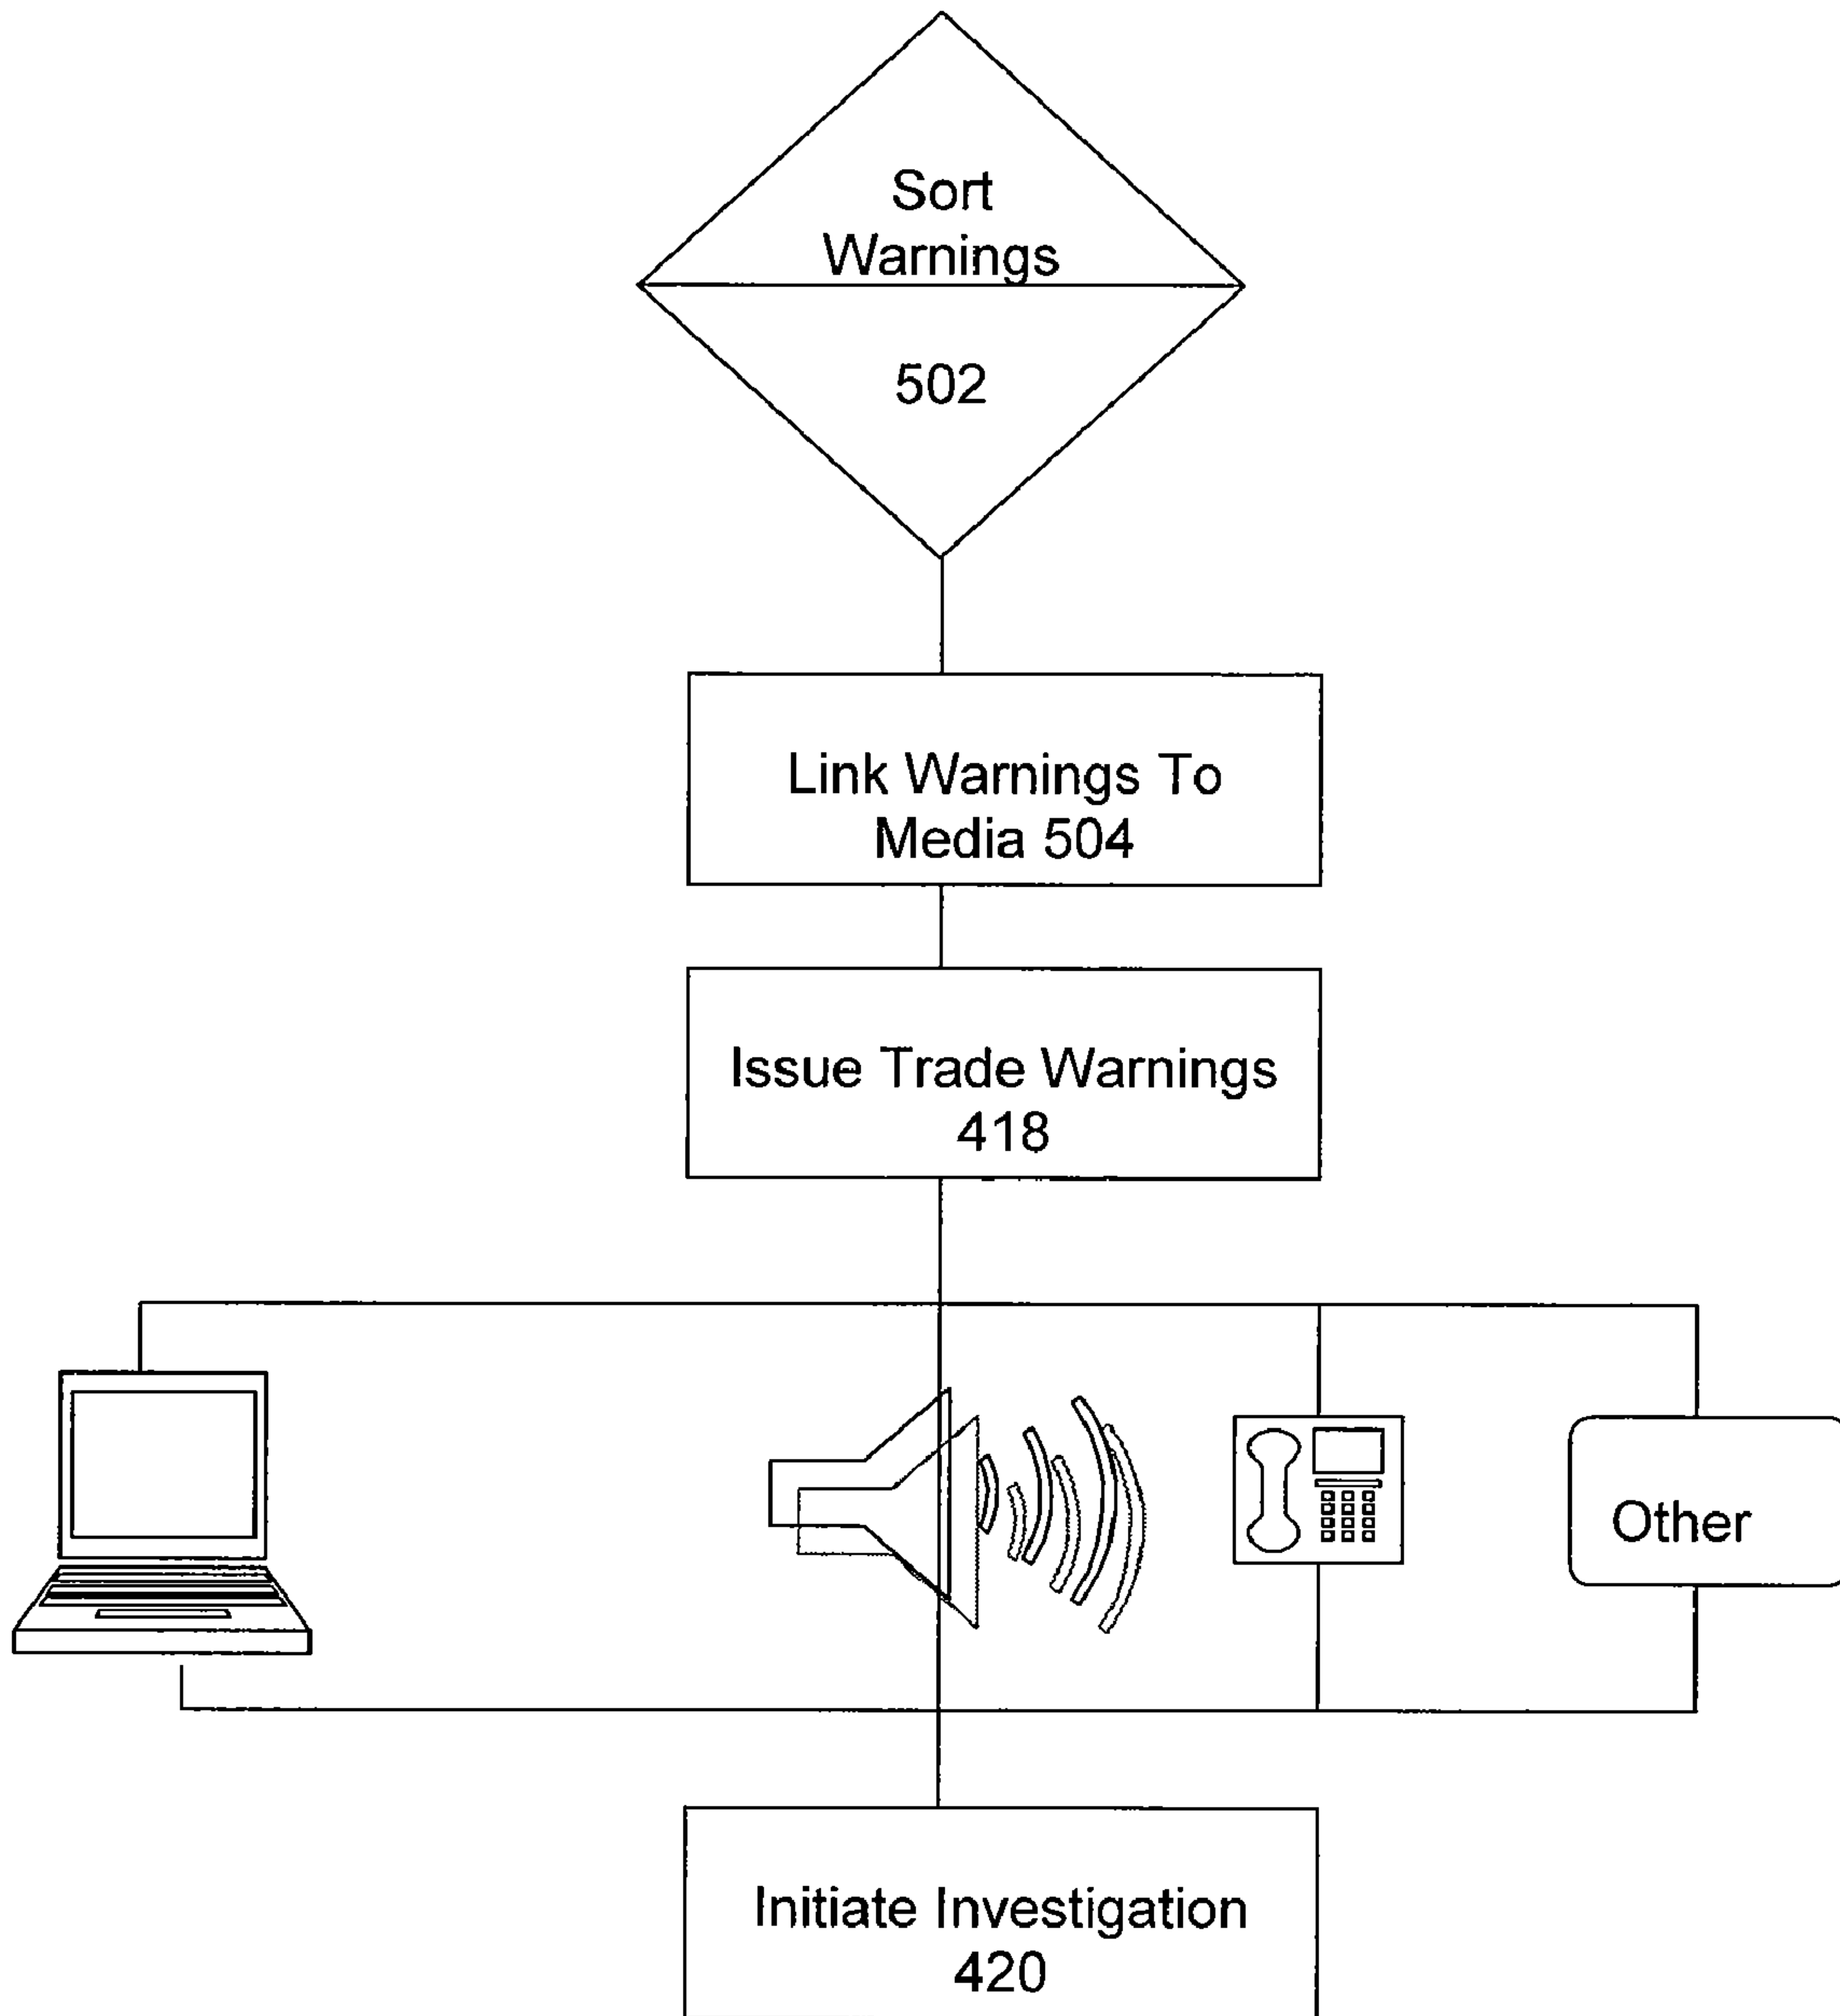 Sort
Warnings
502
Link Warnings To
Media 504
Issue Trade Warnings
418
Other
Initiate Investigation
420